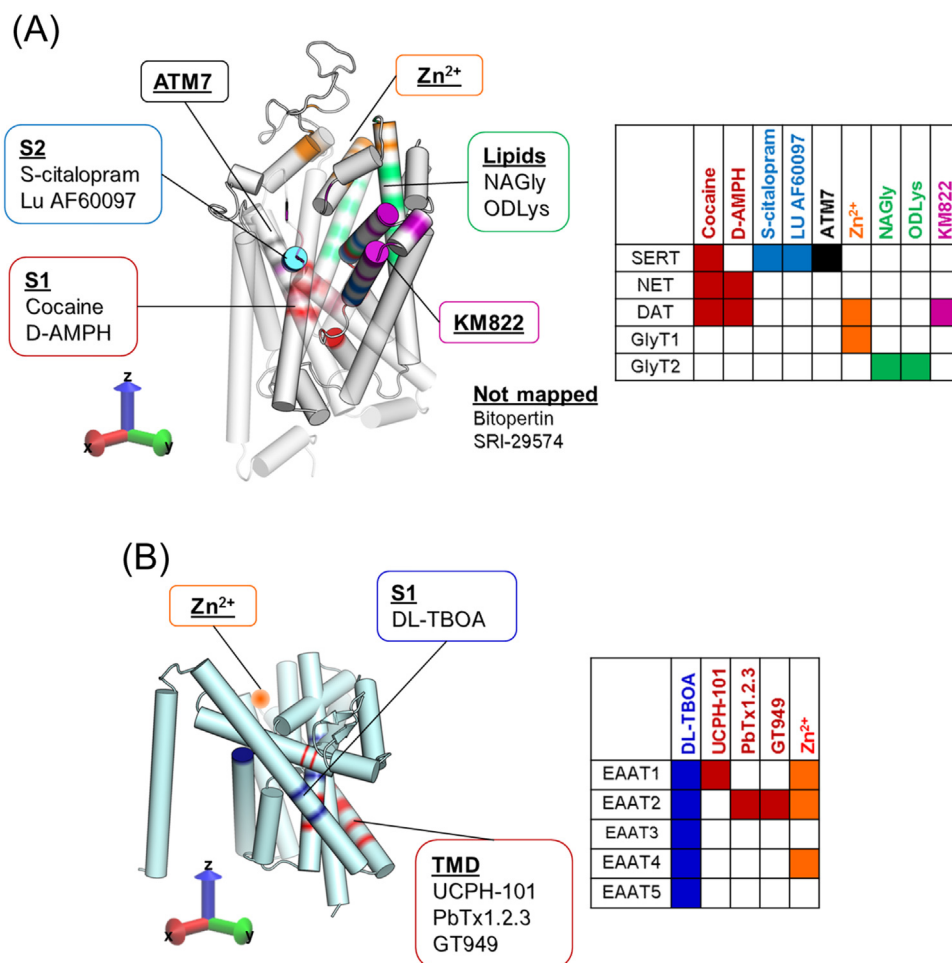 (A)
ATM7
Zn2+
S2
S-citalopram
Lu AF60097
Lipids
NAGly
ODLys
S1
Cocaine
D-AMPH
KM822
Not mapped
Bitopertin
SRI-29574
z
x
y
Cocaine
D-AMPH
S-citalopram
LU AF60097
ATM7
Zn2+
NAGly
ODLys
KM822
SERT
NET
DAT
GlyT1
GlyT2
(B)
Zn2+
S1
DL-TBOA
TMD
UCPH-101
PbTx1.2.3
GT949
z
x
y
DL-TBOA
UCPH-101
PbTx1.2.3
GT949
Zn2+
EAAT1
EAAT2
EAAT3
EAAT4
EAAT5